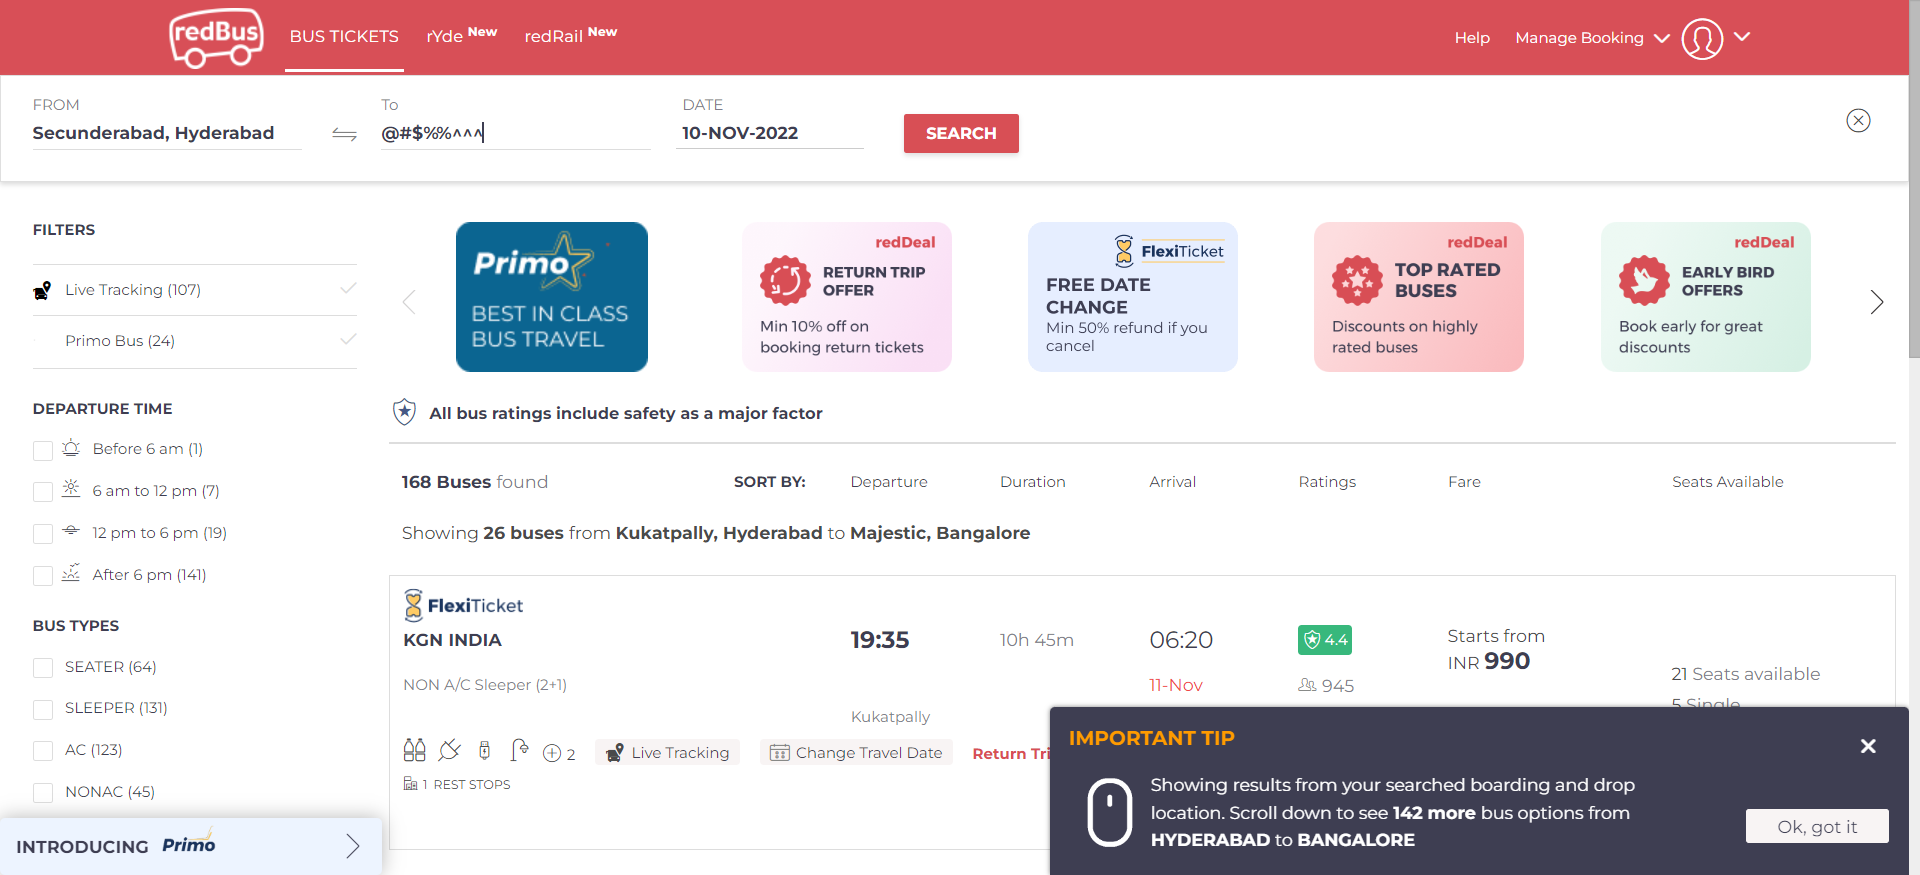 redBus
BUS TICKETS
rYde New
redRail New
Help
Manage Booking
FROM
Secunderabad, Hyderabad
To
@#$%%^^^
DATE
10-NOV-2022
SEARCH
FILTERS
Live Tracking (107)
Primo Bus (24)
DEPARTURE TIME
Before 6 am (1)
6 am to 12 pm (7)
12 pm to 6 pm (19)
After 6 pm (141)
BUS TYPES
SEATER (64)
SLEEPER (131)
AC (123)
NONAC (45)
INTRODUCING Primo
Primo
BEST IN CLASS
BUS TRAVEL
redDeal
RETURN TRIP
OFFER
Min 10% off on
booking return tickets
FlexiTicket
FREE DATE
CHANGE
Min 50% refund if you
cancel
redDeal
TOP RATED
BUSES
Discounts on highly
rated buses
redDeal
EARLY BIRD
OFFERS
Book early for great
discounts
All bus ratings include safety as a major factor
168 Buses found
SORT BY:
Departure
Duration
Arrival
Ratings
Fare
Seats Available
Showing 26 buses from Kukatpally, Hyderabad to Majestic, Bangalore
FlexiTicket
KGN INDIA
19:35
10h 45m
06:20
4.4
Starts from
INR 990
NON A/C Sleeper (2+1)
11-Nov
945
21 Seats available
5 Single
Kukatpally
2
Live Tracking
Change Travel Date
Return Tri
1 REST STOPS
IMPORTANT TIP
Showing results from your searched boarding and drop
location. Scroll down to see 142 more bus options from
HYDERABAD to BANGALORE
Ok, got it